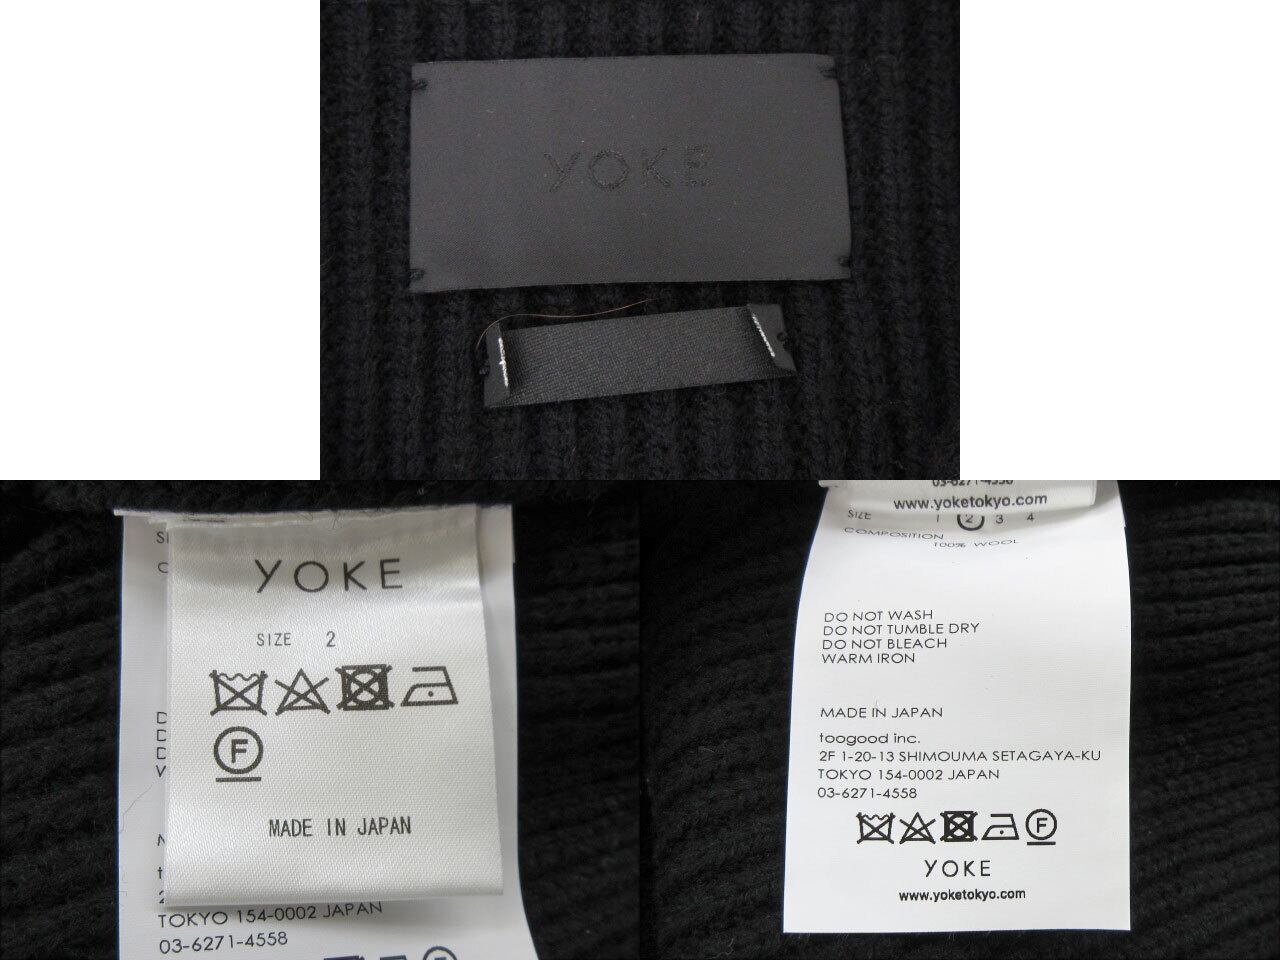 YOKE
YOKE
SIZE 2
F
MADE IN JAPAN
TOKYO 154-0002 JAPAN
03-6271-4558
03-6271-4558
www.yoketokyo.com
SIZE 1 2 3 4
COMPOSITION
100% WOOL
DO NOT WASH
DO NOT TUMBLE DRY
DO NOT BLEACH
WARM IRON
MADE IN JAPAN
toogood inc.
2F 1-20-13 SHIMOUMA SETAGAYA-KU
TOKYO 154-0002 JAPAN
03-6271-4558
F
YOKE
www.yoketokyo.com